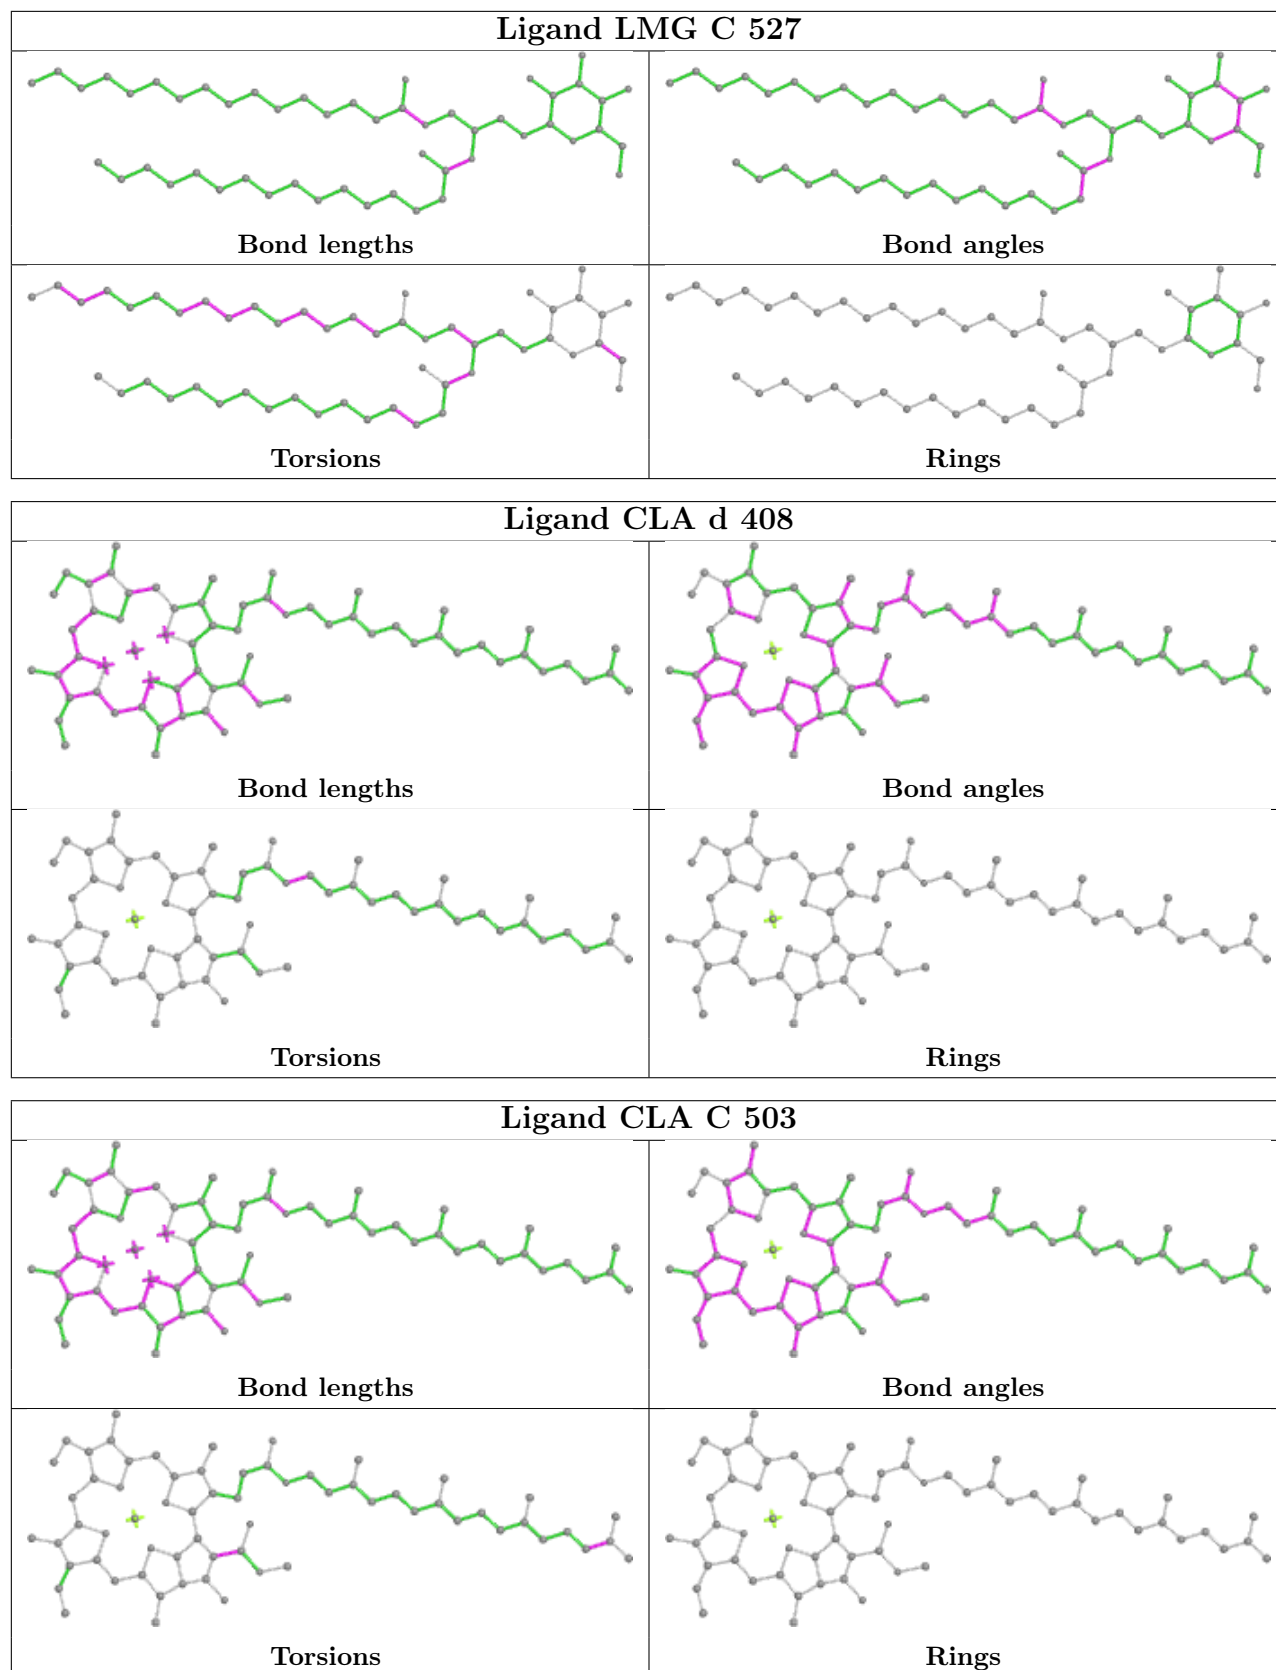 Ligand LMG C 527
Bond lengths
Bond angles
Torsions
Rings
Ligand CLA d 408
Bond lengths
Bond angles
Torsions
Rings
Ligand CLA C 503
Bond lengths
Bond angles
Torsions
Rings